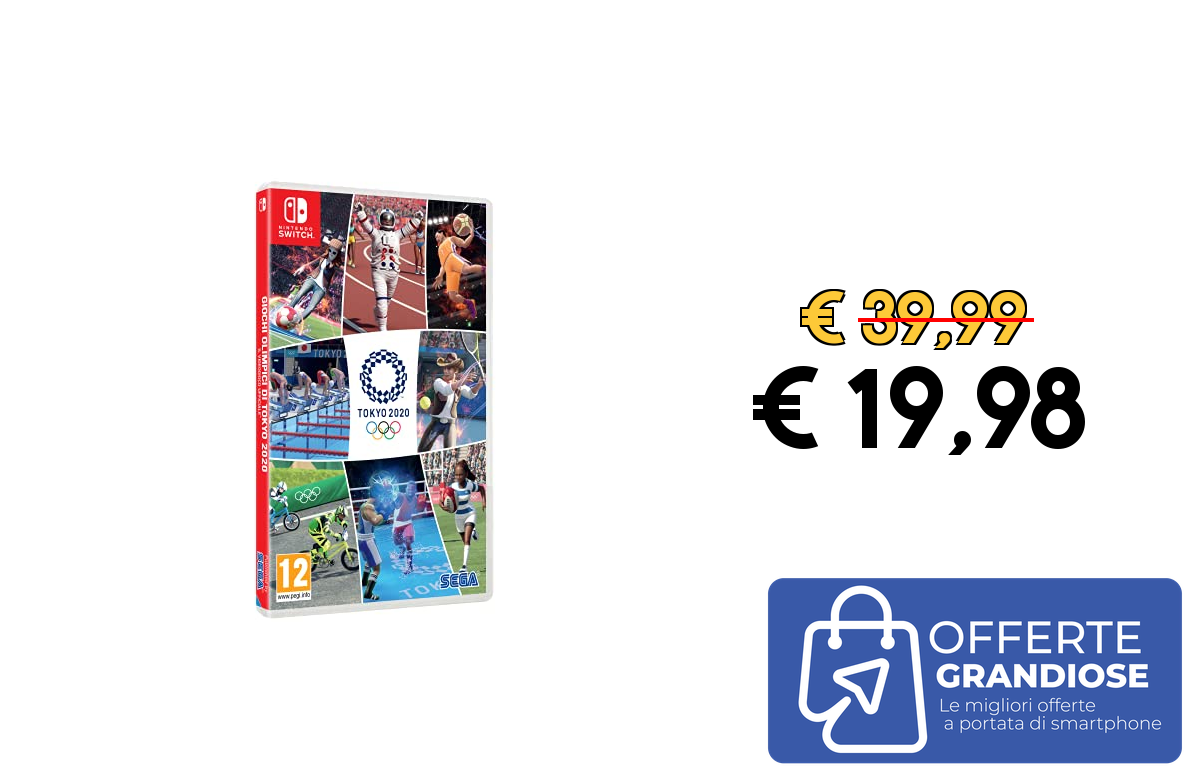 NINTENDO
SWITCH.
GIOCHI OLIMPICI DI TOKYO 2020
TOKYO 2020
12
www.pegi.info
SEGA
SEGA
€ 39,99
€ 19,98
OFFERTE
GRANDIOSE
Le migliori offerte
a portata di smartphone